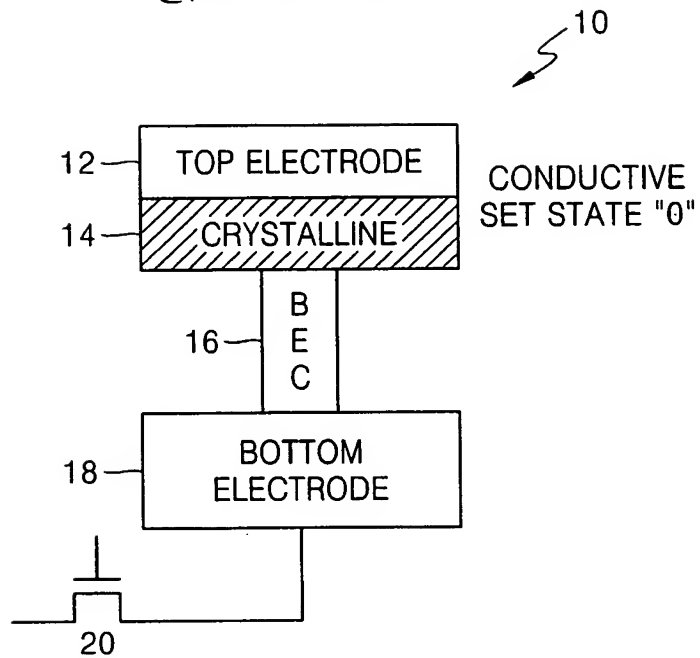 10
12
TOP ELECTRODE
CONDUCTIVE
SET STATE "0"
14
CRYSTALLINE
16
B
E
C
18
BOTTOM
ELECTRODE
20